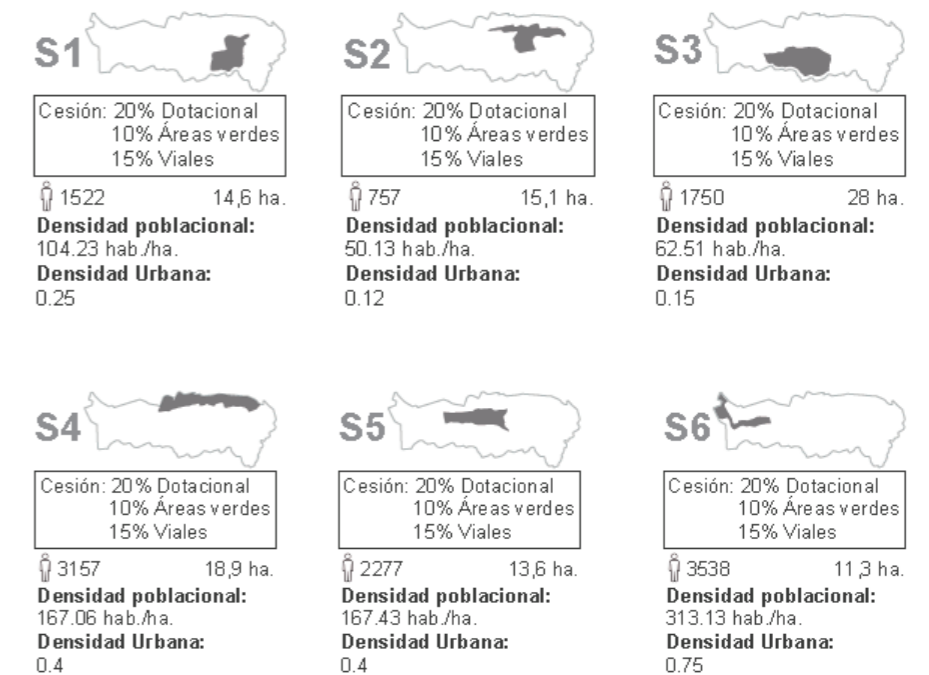 S1
Cesión: 20% Dotacional
10% Áreas verdes
15% Viales
1522 14,6 ha.
Densidad poblacional:
104.23 hab./ha.
Densidad Urbana:
0.25
S2
Cesión: 20% Dotacional
10% Áreas verdes
15% Viales
757 15,1 ha.
Densidad poblacional:
50.13 hab./ha.
Densidad Urbana:
0.12
S3
Cesión: 20% Dotacional
10% Áreas verdes
15% Viales
1750 28 ha.
Densidad poblacional:
62.51 hab./ha.
Densidad Urbana:
0.15
S4
Cesión: 20% Dotacional
10% Áreas verdes
15% Viales
3157 18,9 ha.
Densidad poblacional:
167.06 hab./ha.
Densidad Urbana:
0.4
S5
Cesión: 20% Dotacional
10% Áreas verdes
15% Viales
2277 13,6 ha.
Densidad poblacional:
167.43 hab./ha.
Densidad Urbana:
0.4
S6
Cesión: 20% Dotacional
10% Áreas verdes
15% Viales
3538 11,3 ha.
Densidad poblacional:
313.13 hab./ha.
Densidad Urbana:
0.75